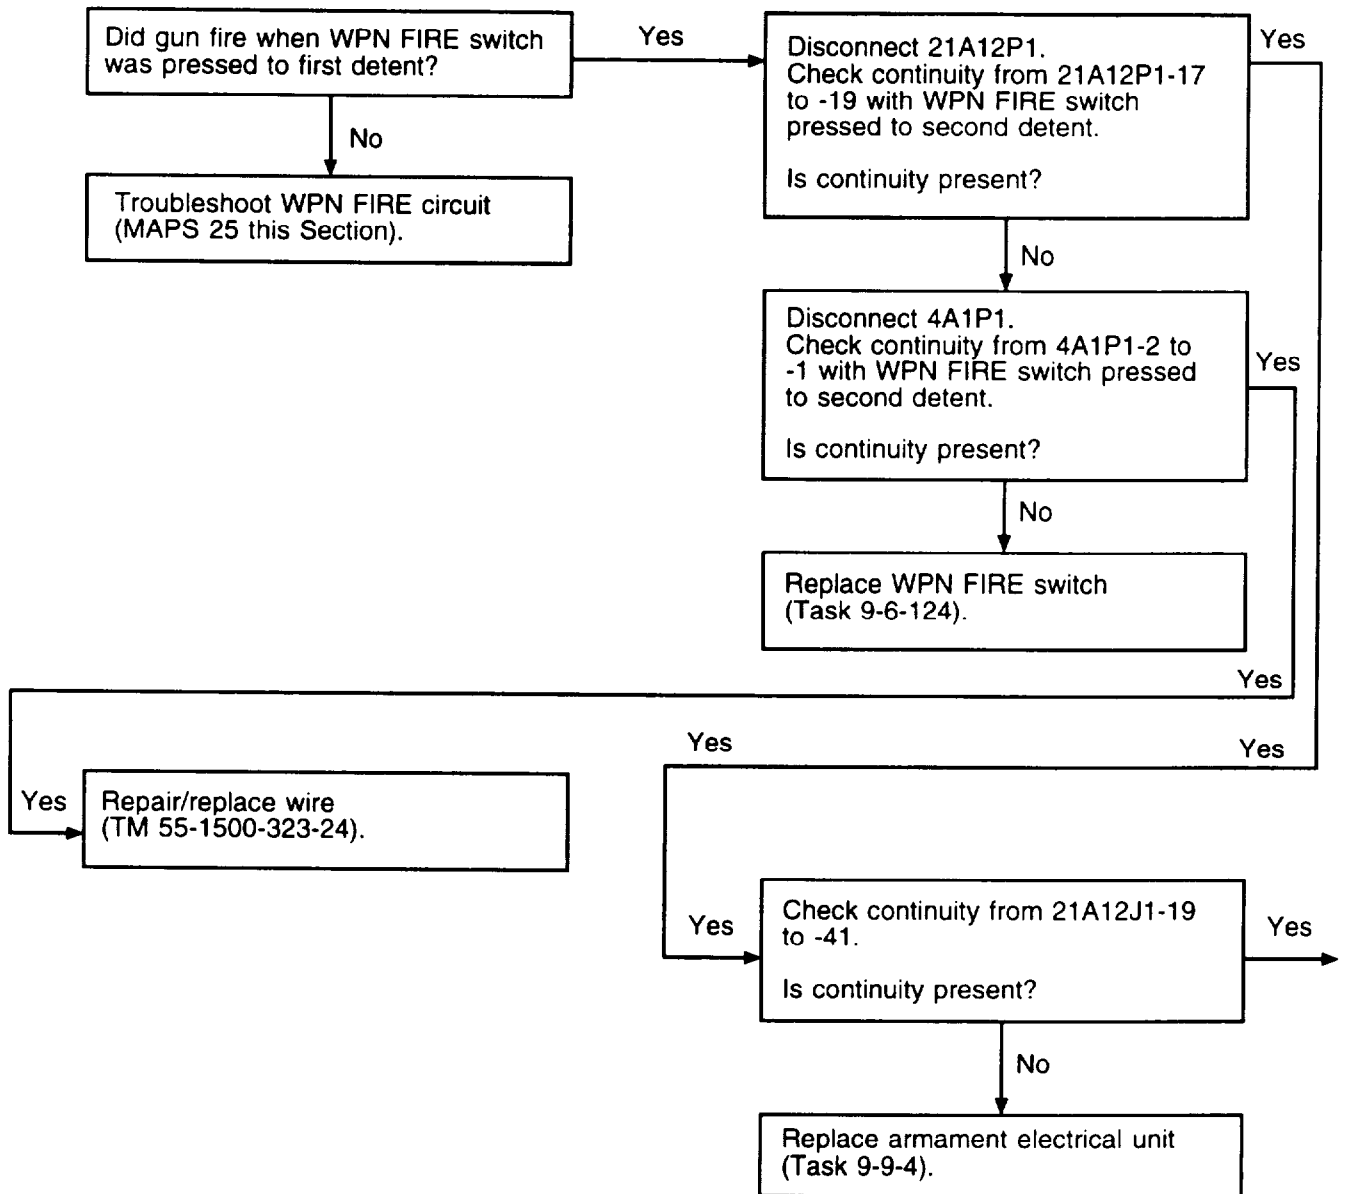 Did gun fire when WPN FIRE switch
was pressed to first detent?
Yes
Disconnect 21A12P1.
Check continuity from 21A12P1-17
to -19 with WPN FIRE switch
pressed to second detent.
Is continuity present?
Yes
No
Troubleshoot WPN FIRE circuit
(MAPS 25 this Section).
No
Disconnect 4A1P1.
Check continuity from 4A1P1-2 to
-1 with WPN FIRE switch pressed
to second detent.
Is continuity present?
Yes
No
Replace WPN FIRE switch
(Task 9-6-124).
Yes
Yes
Yes
Yes
Repair/replace wire
(TM 55-1500-323-24).
Yes
Check continuity from 21A12J1-19
to -41.
Is continuity present?
Yes
No
Replace armament electrical unit
(Task 9-9-4).